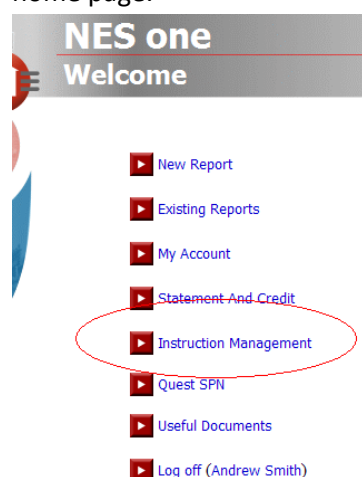 home page.
NES one
Welcome
New Report
Existing Reports
My Account
Statement And Credit
Instruction Management
Quest SPN
Useful Documents
Log off (Andrew Smith)